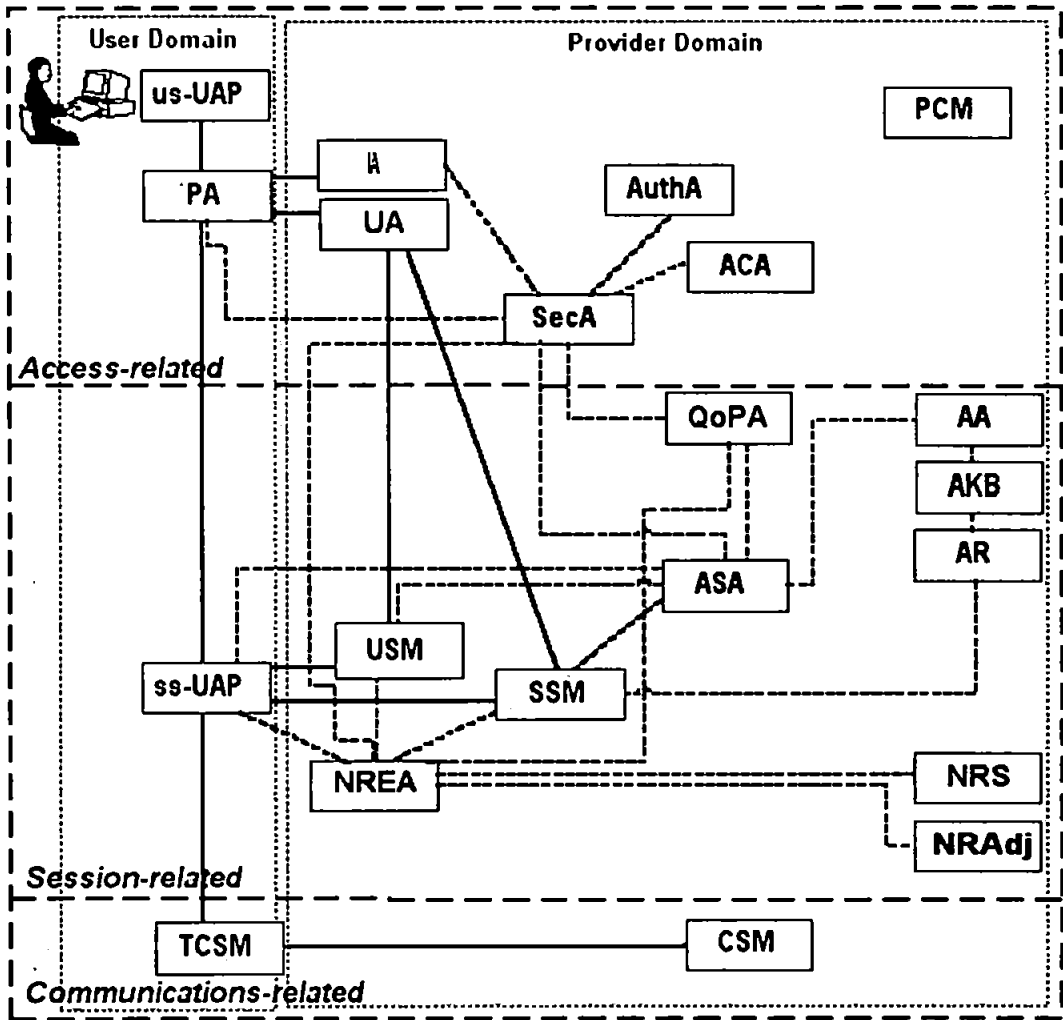 User Domain
Provider Domain
us-UAP
PCM
IA
PA
AuthA
UA
ACA
SecA
Access-related
QoPA
AA
AKB
AR
ASA
USM
ss-UAP
SSM
NREA
NRS
NRAdj
Session-related
TCSM
CSM
Communications-related